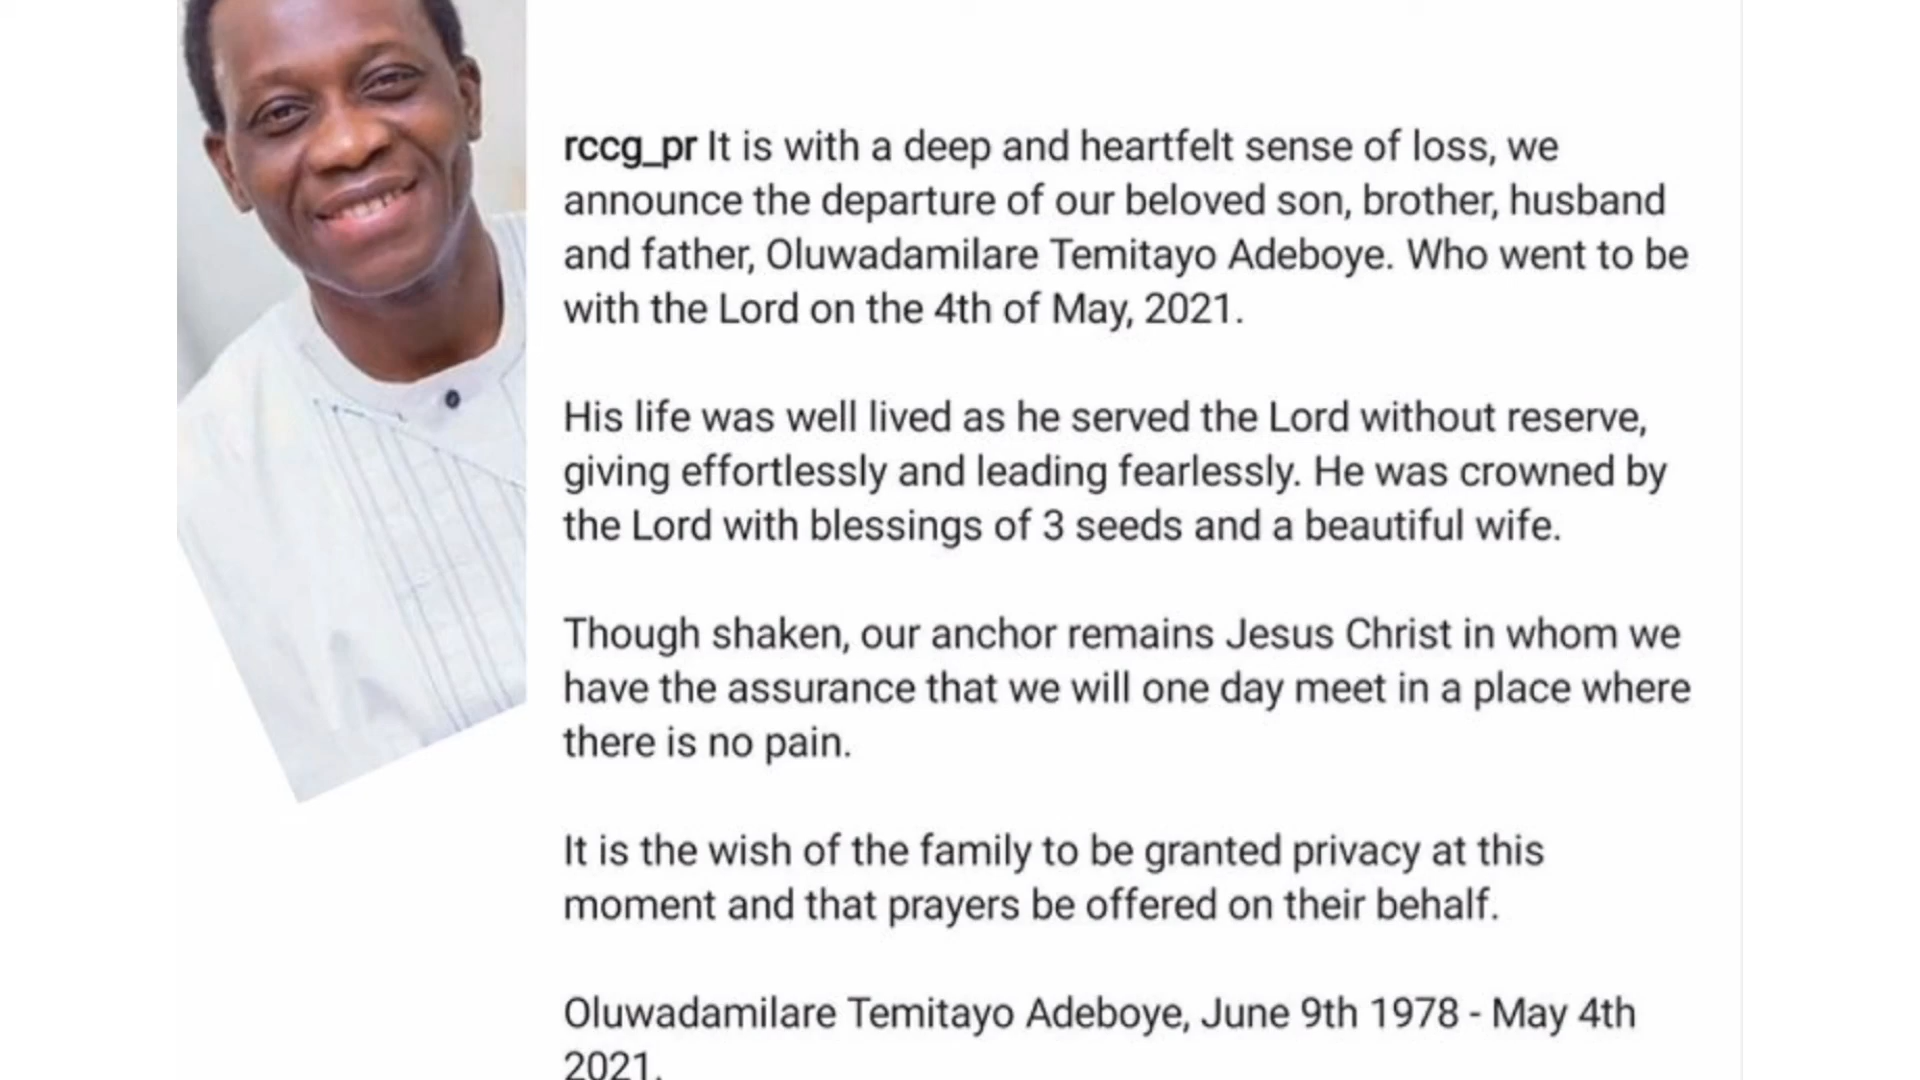 rccg_pr It is with a deep and heartfelt sense of loss, we
announce the departure of our beloved son, brother, husband
and father, Oluwadamilare Temitayo Adeboye. Who went to be
with the Lord on the 4th of May, 2021.
His life was well lived as he served the Lord without reserve,
giving effortlessly and leading fearlessly. He was crowned by
the Lord with blessings of 3 seeds and a beautiful wife.
Though shaken, our anchor remains Jesus Christ in whom we
have the assurance that we will one day meet in a place where
there is no pain.
It is the wish of the family to be granted privacy at this
moment and that prayers be offered on their behalf.
Oluwadamilare Temitayo Adeboye, June 9th 1978 - May 4th
2021.